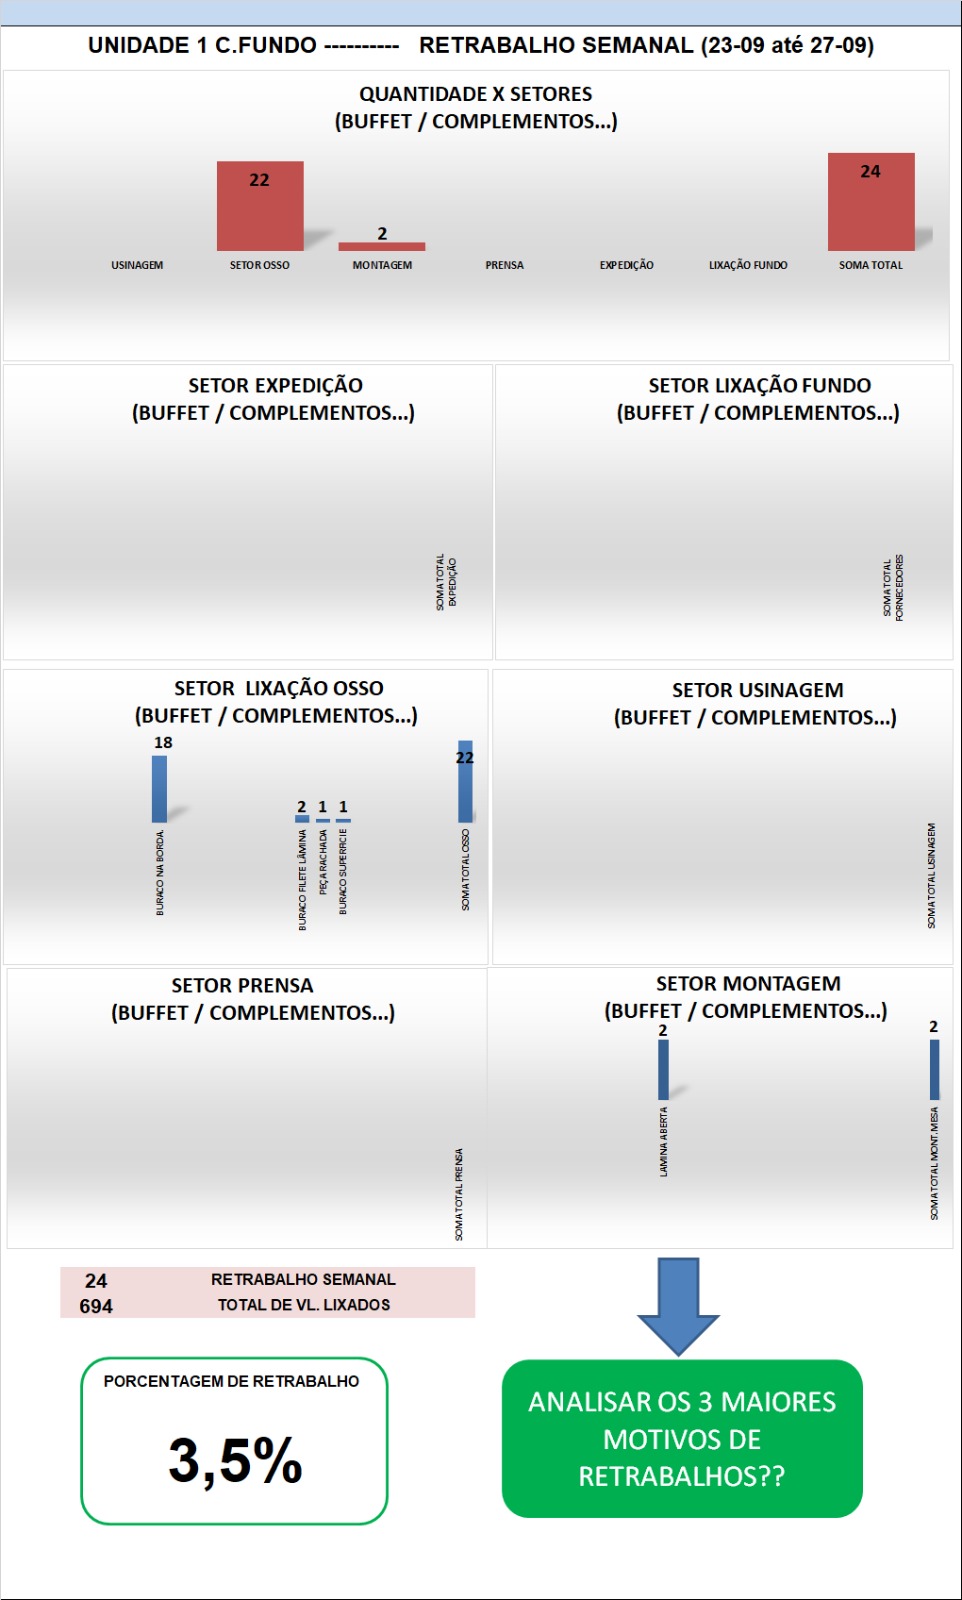 UNIDADE 1 C.FUNDO ---------- RETRABALHO SEMANAL (23-09 até 27-09)
QUANTIDADE X SETORES
(BUFFET / COMPLEMENTOS...)
22
2
24
USINAGEM SETOR OSSO MONTAGEM PRENSA EXPEDIÇÃO LIXAÇÃO FUNDO SOMA TOTAL
SETOR EXPEDIÇÃO
(BUFFET / COMPLEMENTOS...)
SOMA TOTAL
EXPEDIÇÃO
SETOR LIXAÇÃO FUNDO
(BUFFET / COMPLEMENTOS...)
SOMA TOTAL
FORNECEDORES
SETOR LIXAÇÃO OSSO
(BUFFET / COMPLEMENTOS...)
18
2
1
1
22
BURACO NA BORDA.
BURACO FILETE LÂMINA
PEÇA RACHADA
BURACO SUPERFICIE
SOMA TOTAL OSSO
SETOR USINAGEM
(BUFFET / COMPLEMENTOS...)
SOMA TOTAL USINAGEM
SETOR PRENSA
(BUFFET / COMPLEMENTOS...)
SOMA TOTAL PRENSA
SETOR MONTAGEM
(BUFFET / COMPLEMENTOS...)
2
2
LAMINA ABERTA
SOMA TOTAL MONT.MESA
24 RETRABALHO SEMANAL
694 TOTAL DE VL. LIXADOS
PORCENTAGEM DE RETRABALHO
3,5%
ANALISAR OS 3 MAIORES
MOTIVOS DE
RETRABALHOS??